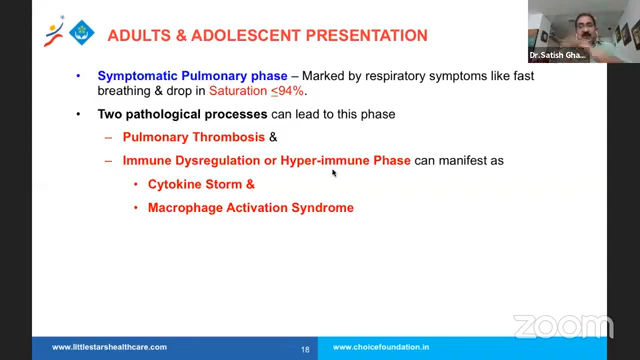 ADULTS & ADOLESCENT PRESENTATION
Dr.Satish Gha...
• Symptomatic Pulmonary phase – Marked by respiratory symptoms like fast
breathing & drop in Saturation ≤94%.
• Two pathological processes can lead to this phase
– Pulmonary Thrombosis &
– Immune Dysregulation or Hyper-immune Phase can manifest as
• Cytokine Storm &
• Macrophage Activation Syndrome
zoom
www.littlestarshealthcare.com
18
www.choicefoundation.in